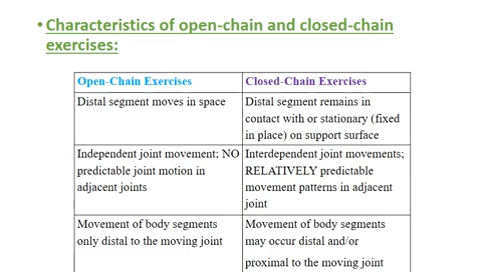 • Characteristics of open-chain and closed-chain
exercises:
Open-Chain Exercises
Closed-Chain Exercises
Distal segment moves in space
Distal segment remains in
contact with or stationary (fixed
in place) on support surface
Independent joint movement; NO
predictable joint motion in
adjacent joints
Interdependent joint movements;
RELATIVELY predictable
movement patterns in adjacent
joint
Movement of body segments
only distal to the moving joint
Movement of body segments
may occur distal and/or
proximal to the moving joint